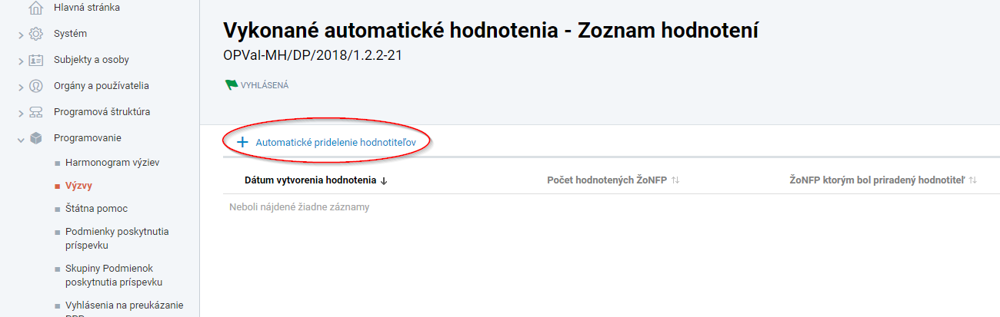 Hlavná stránka
Systém
Subjekty a osoby
Orgány a používatelia
Programová štruktúra
Programovanie
Harmonogram výziev
Výzvy
Štátna pomoc
Podmienky poskytnutia
príspevku
Skupiny Podmienok
poskytnutia príspevku
Vyhlásenia na preukázanie
Vykonané automatické hodnotenia - Zoznam hodnotení
OPVaI-MH/DP/2018/1.2.2-21
VYHLÁSENÁ
Automatické pridelenie hodnotiteľov
Dátum vytvorenia hodnotenia
Počet hodnotených ŽoNFP
ŽoNFP ktorým bol priradený hodnotiteľ
Neboli nájdené žiadne záznamy